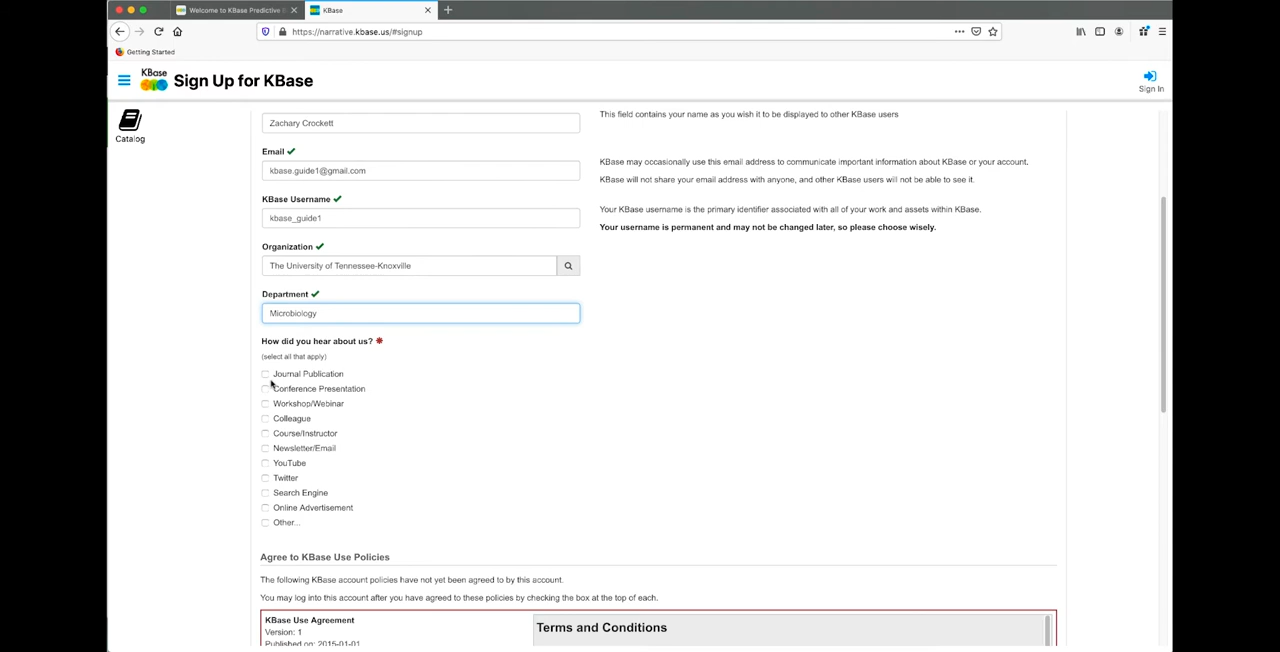 Welcome to KBase Predictive
KBase
https://narrative.kbase.us/#signup
Getting Started
KBase
Sign Up for KBase
Sign In
Catalog
Zachary Crockett
This field contains your name as you wish it to be displayed to other KBase users
Email
kbase.guide1@gmail.com
KBase may occasionally use this email address to communicate important information about KBase or your account.
KBase will not share your email address with anyone, and other KBase users will not be able to see it.
KBase Username
kbase_guide1
Your KBase username is the primary identifier associated with all of your work and assets within KBase.
Your username is permanent and may not be changed later, so please choose wisely.
Organization
The University of Tennessee-Knoxville
Department
Microbiology
How did you hear about us?
(select all that apply)
Journal Publication
Conference Presentation
Workshop/Webinar
Colleague
Course/Instructor
Newsletter/Email
YouTube
Twitter
Search Engine
Online Advertisement
Other...
Agree to KBase Use Policies
The following KBase account policies have not yet been agreed to by this account.
You may log into this account after you have agreed to these policies by checking the box at the top of each.
KBase Use Agreement
Version: 1
Published on: 2015-01-01
Terms and Conditions